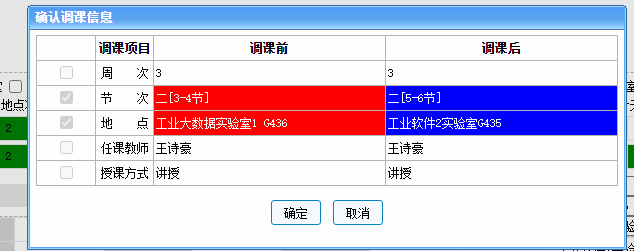 确认调课信息
调课项目 调课前 调课后
周 次 3 3
节 次 二[3-4节] 二[5-6节]
地 点 工业大数据实验室1 G436 工业软件2实验室G435
任课教师 王诗豪 王诗豪
授课方式 讲授 讲授
确定 取消
地点
2
2